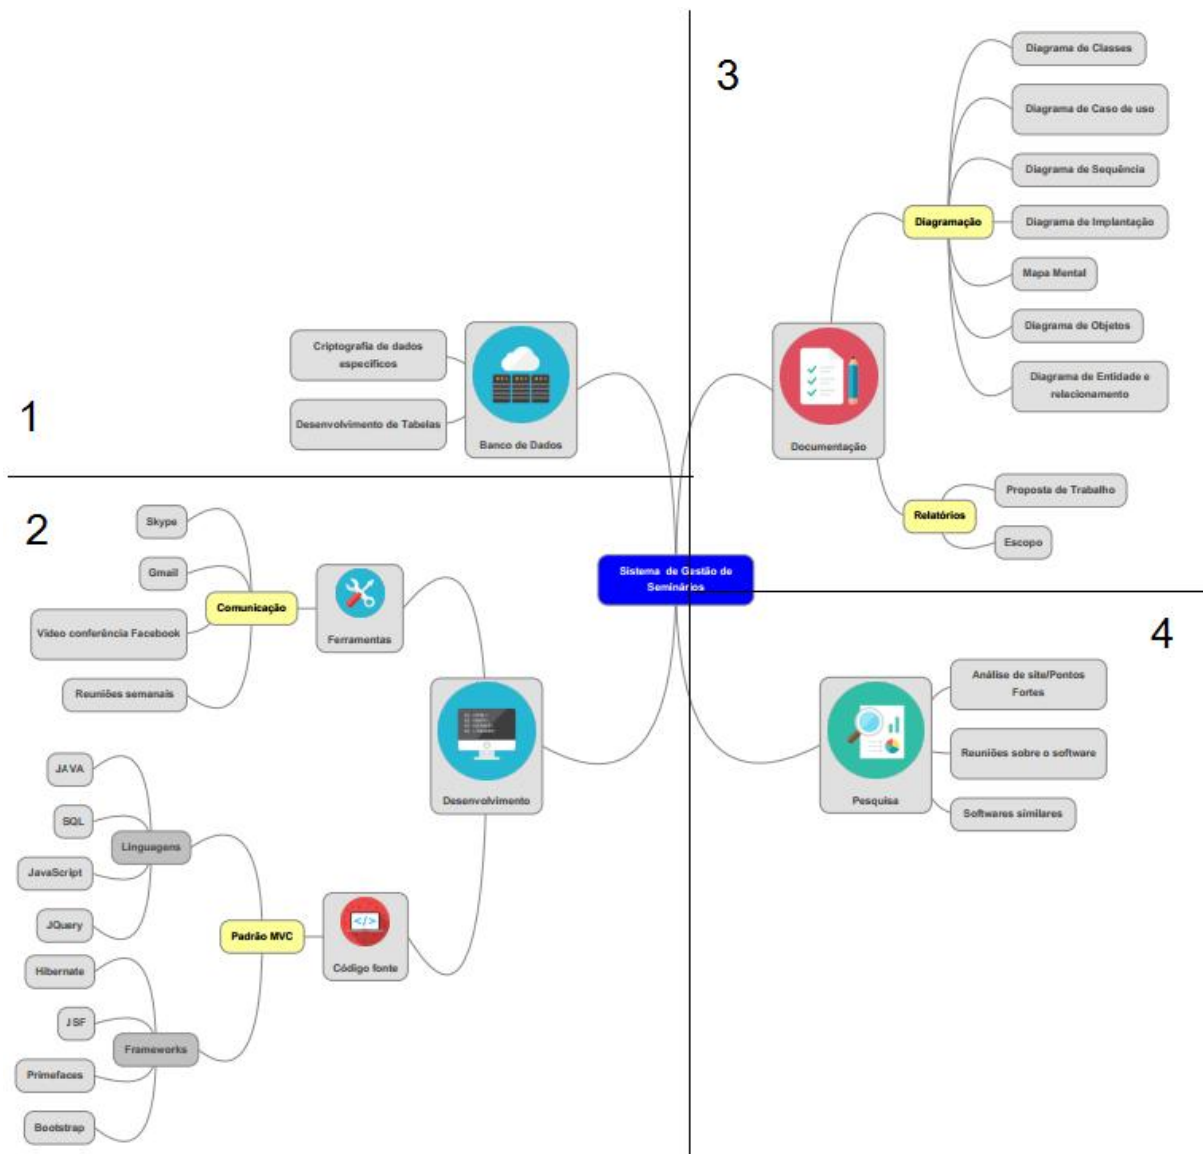 1
Criptografia de dados
específicos
Desenvolvimento de Tabelas
Banco de Dados
2
Skype
Gmail
Vídeo conferência Facebook
Reuniões semanais
Comunicação
Ferramentas
JAVA
SQL
JavaScript
JQuery
Linguagens
Hibernate
JSF
Primefaces
Bootstrap
Frameworks
Padrão MVC
</>
Código fonte
Desenvolvimento
Sistema de Gestão de
Seminários
3
Diagrama de Classes
Diagrama de Caso de uso
Diagrama de Sequência
Diagrama de Implantação
Mapa Mental
Diagrama de Objetos
Diagrama de Entidade e
relacionamento
Diagramação
Documentação
Relatórios
Proposta de Trabalho
Escopo
4
Análise de site/Pontos
Fortes
Reuniões sobre o software
Softwares similares
Pesquisa